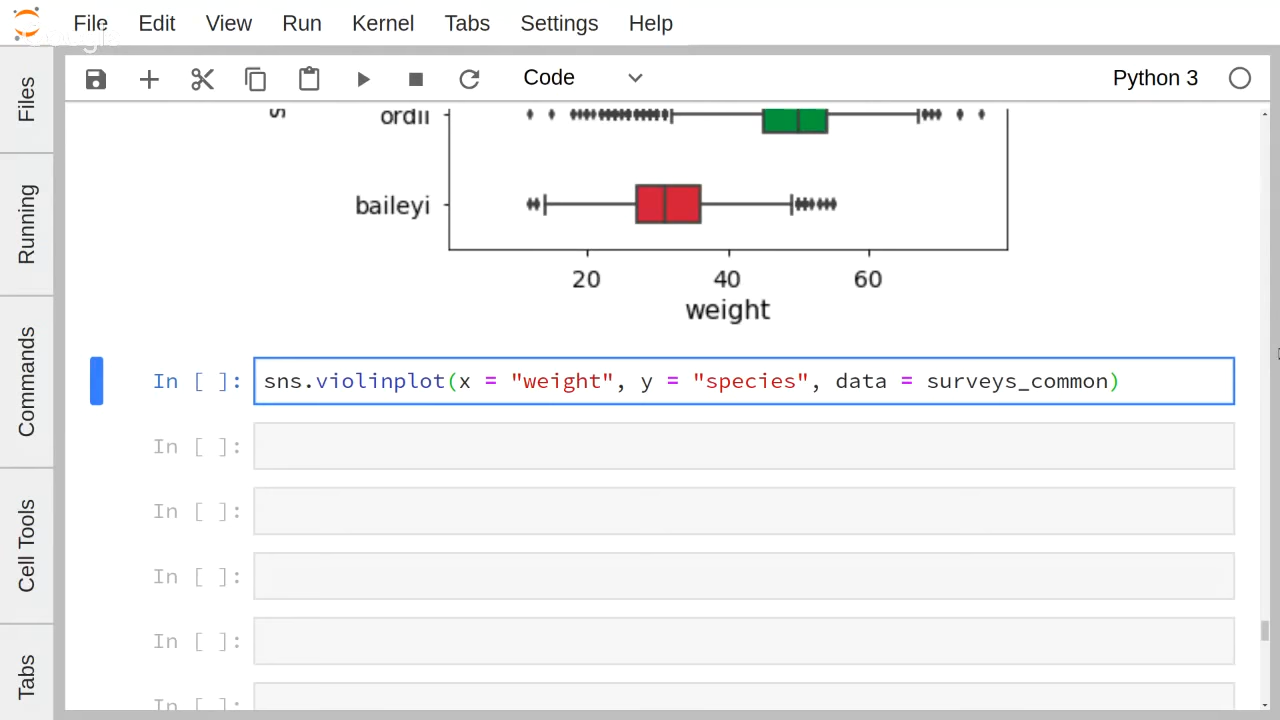 File Edit View Run Kernel Tabs Settings Help
Code Python 3
Files
Running
Commands
Cell Tools
Tabs
s
ordii
baileyi
20 40 60
weight
In [ ]: sns.violinplot(x = "weight", y = "species", data = surveys_common)
In [ ]:
In [ ]:
In [ ]:
In [ ]:
In [ ]: